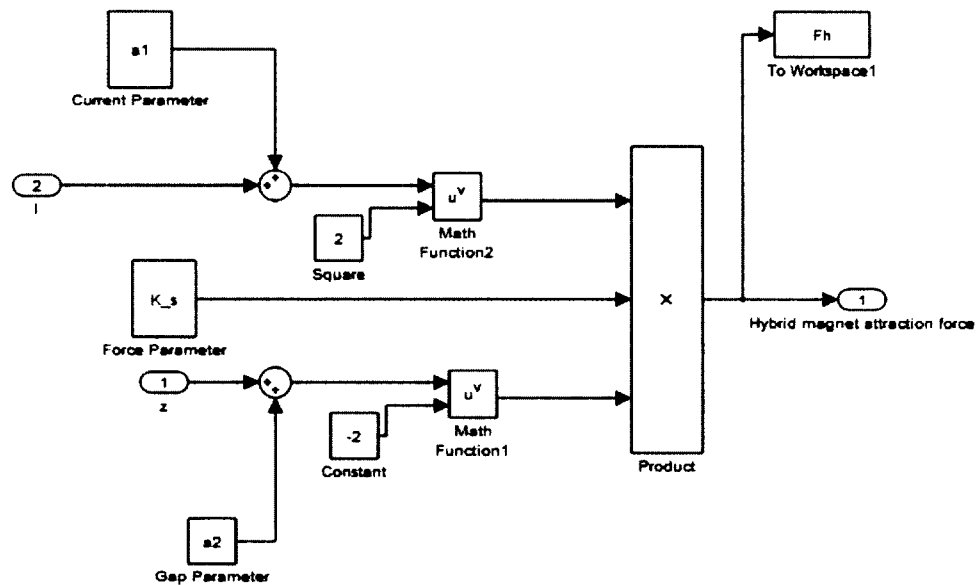 a1
Current Parameter
Fh
To Workspace1
2
I
+
+
u^v
Math
Function2
2
Square
K_s
Force Parameter
×
Product
1
Hybrid magnet attraction force
1
z
+
+
u^v
Math
Function1
-2
Constant
a2
Gap Parameter